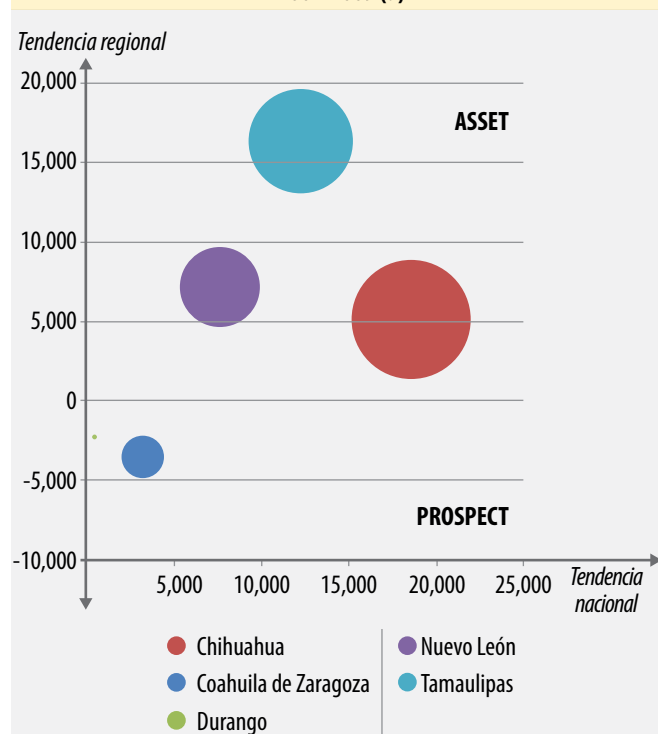 Tendencia regional
20,000
ASSET
15,000
10,000
5,000
0
-5,000
PROSPECT
-10,000
5,000 10,000 15,000 20,000 25,000 Tendencia
nacional
Chihuahua
Nuevo León
Coahuila de Zaragoza
Tamaulipas
Durango